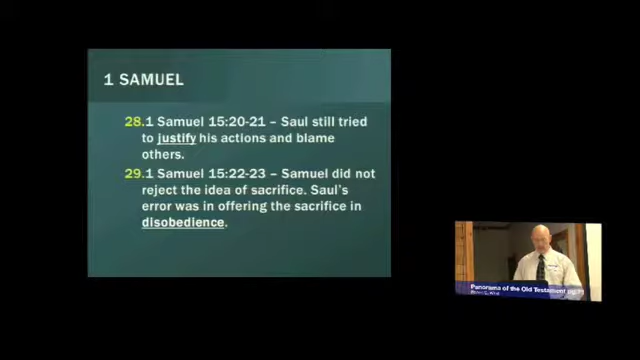 1 SAMUEL
28.1 Samuel 15:20-21 – Saul still tried
to justify his actions and blame
others.
29.1 Samuel 15:22-23 – Samuel did not
reject the idea of sacrifice. Saul's
error was in offering the sacrifice in
disobedience.
Panorama of the Old Testament